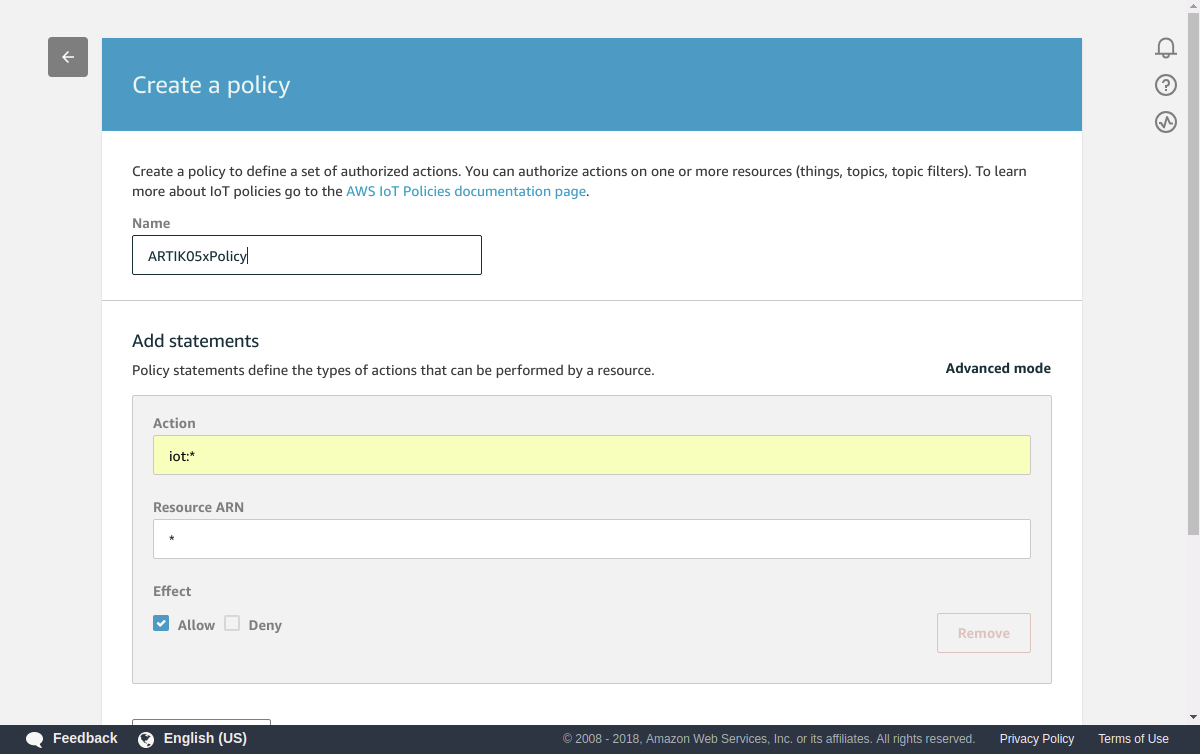 Create a policy
Create a policy to define a set of authorized actions. You can authorize actions on one or more resources (things, topics, topic filters). To learn
more about IoT policies go to the AWS IoT Policies documentation page.
Name
ARTIK05xPolicy
Add statements
Policy statements define the types of actions that can be performed by a resource.
Advanced mode
Action
iot:*
Resource ARN
*
Effect
Allow Deny
Remove
Feedback English (US) © 2008 - 2018, Amazon Web Services, Inc. or its affiliates. All rights reserved. Privacy Policy Terms of Use